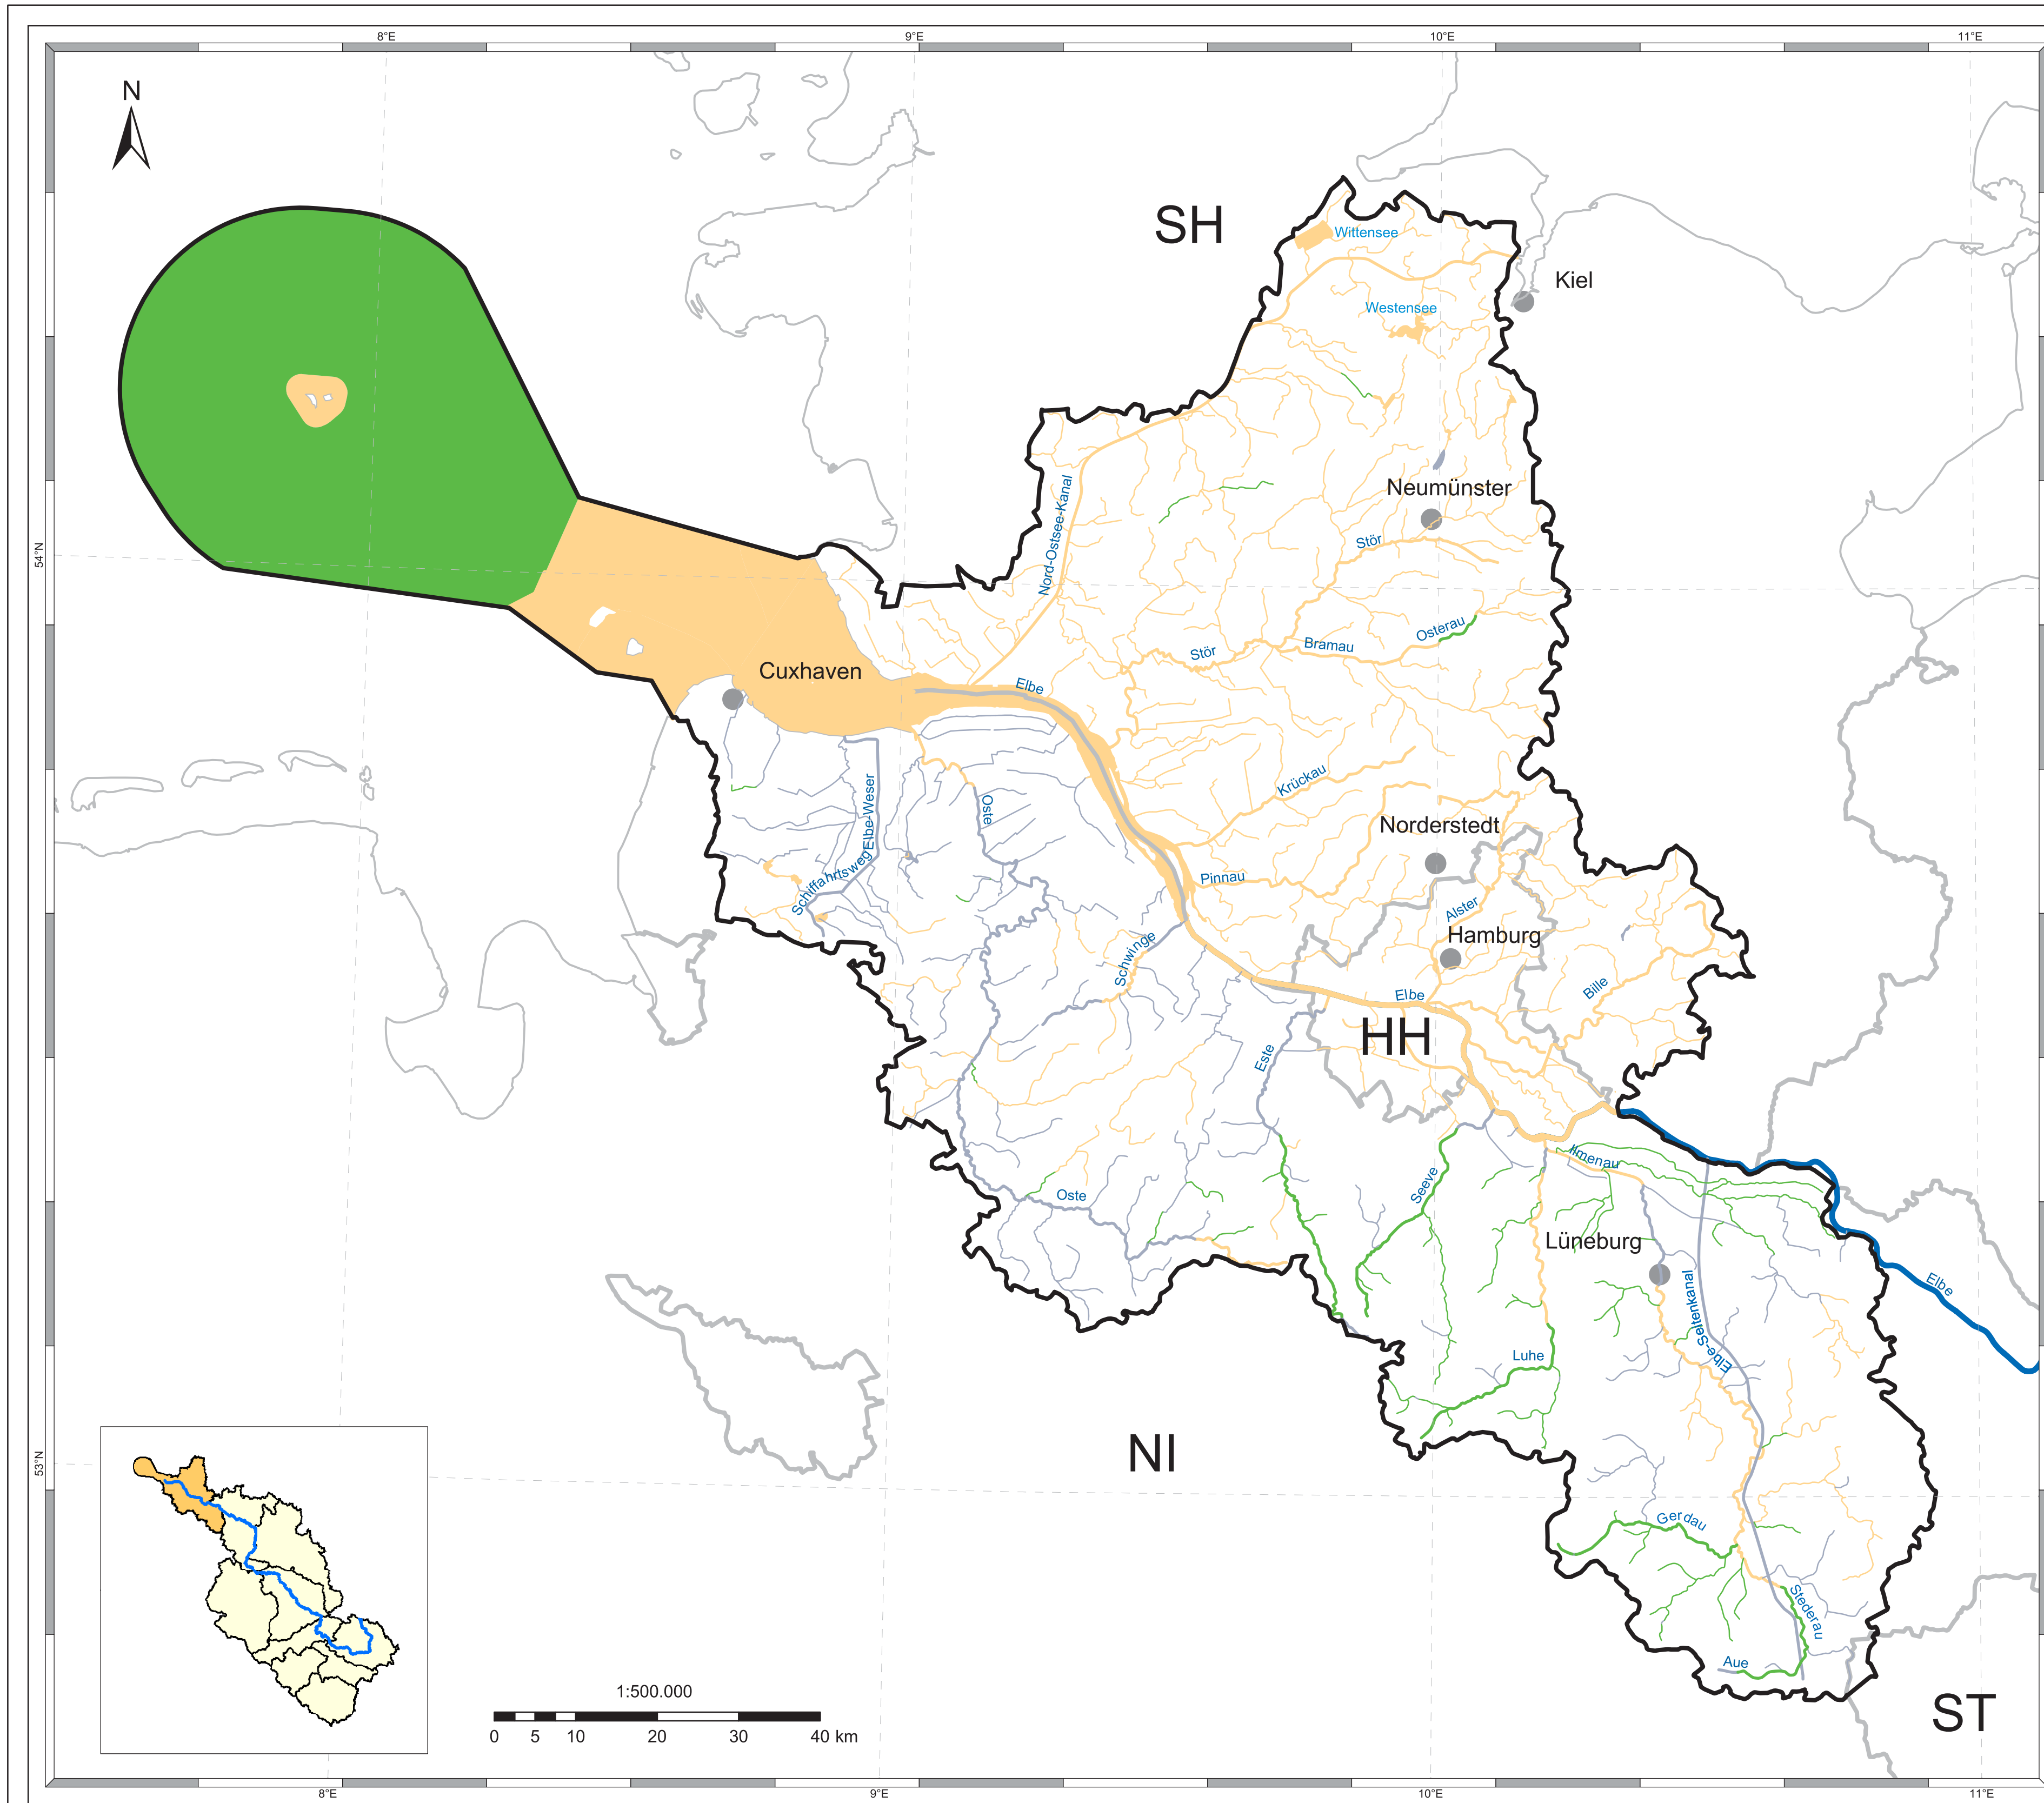 8°E
9°E
10°E
11°E
N
SH
Wittensee
Kiel
Westensee
Neumünster
Nord-Ostsee-Kanal
Stör
54°N
Osterau
Bramau
Stör
Cuxhaven
Elbe
Krückau
Oste
Elbe-Weser
Schiffahrtsweg
Norderstedt
Pinnau
Alster
Hamburg
Schwinge
Bille
Elbe
HH
Este
Ilmenau
Seeve
Oste
Lüneburg
Elbe
Elbe-Seitenkanal
Luhe
NI
53°N
Gerdau
Stederau
Aue
1:500.000
0 5 10 20 30 40 km
ST
8°E
9°E
10°E
11°E